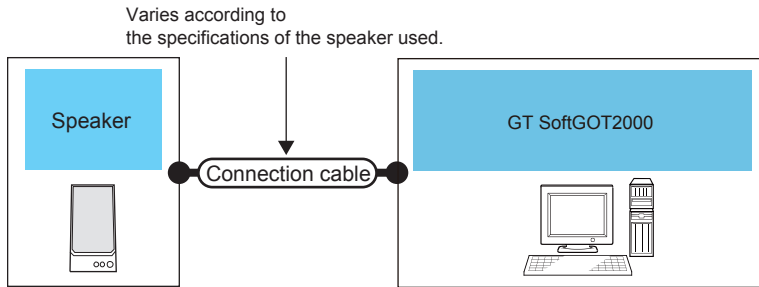 Varies according to
the specifications of the speaker used.
Speaker
GT SoftGOT2000
Connection cable